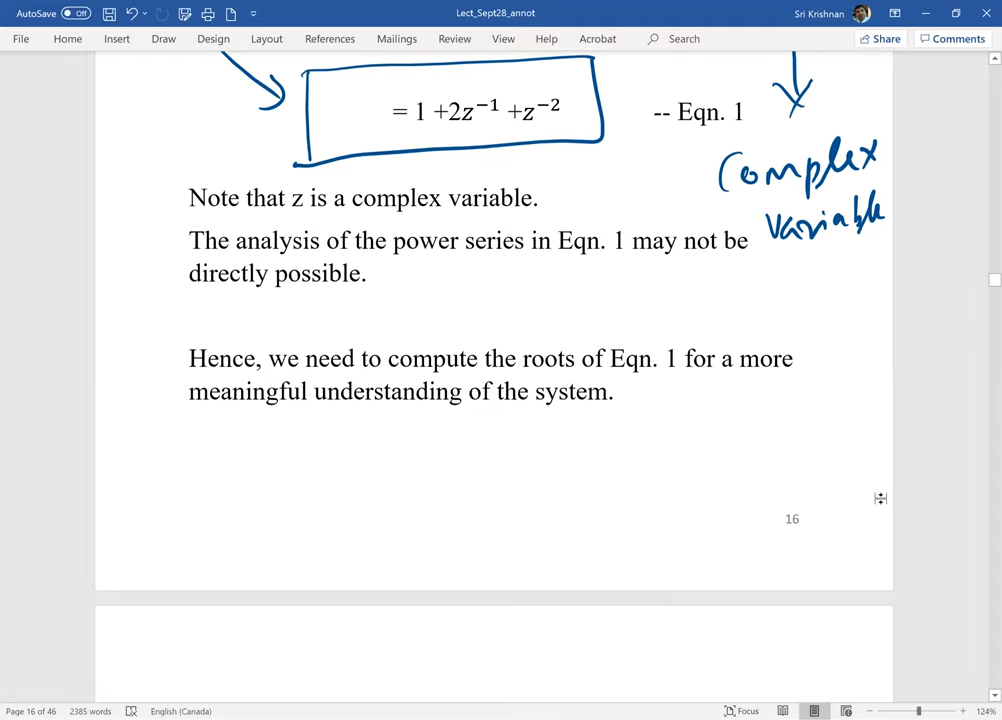 AutoSave Off Lect_Sept28_annot Sri Krishnan
File Home Insert Draw Design Layout References Mailings Review View Help Acrobat Search Share Comments
= 1 +2z⁻¹ +z⁻² -- Eqn. 1
Complex
variable
Note that z is a complex variable.
The analysis of the power series in Eqn. 1 may not be
directly possible.
Hence, we need to compute the roots of Eqn. 1 for a more
meaningful understanding of the system.
16
Page 16 of 46 2385 words English (Canada) Focus 124%